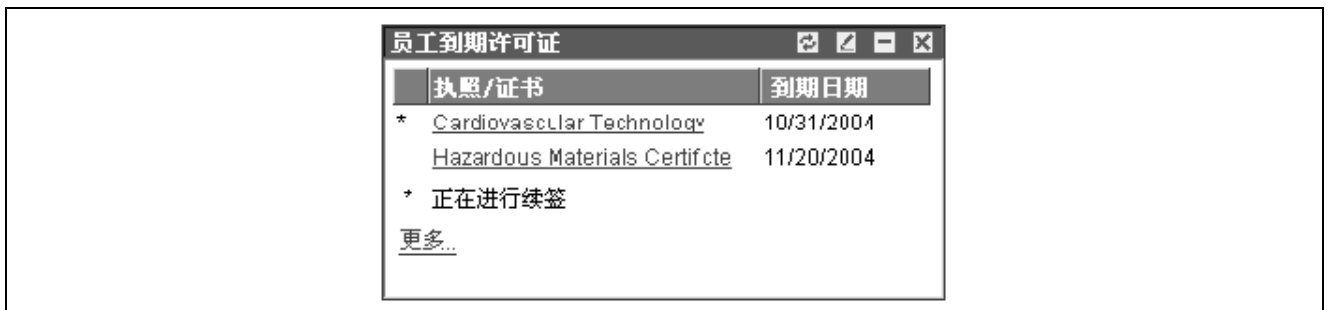 员工到期许可证
执照/证书 到期日期
* Cardiovascular Technology 10/31/2004
Hazardous Materials Certifcte 11/20/2004
* 正在进行续签
更多...